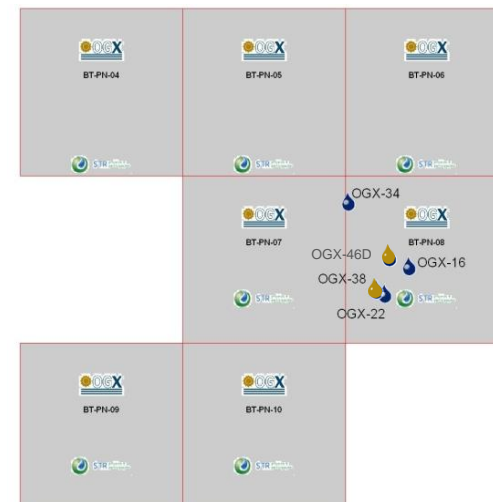 OGX
OGX
OGX
BT-PN-04
BT-PN-05
BT-PN-06
OGX-34
OGX
OGX
BT-PN-07
BT-PN-08
OGX-46D
OGX-16
OGX-38
OGX-22
OGX
OGX
BT-PN-09
BT-PN-10